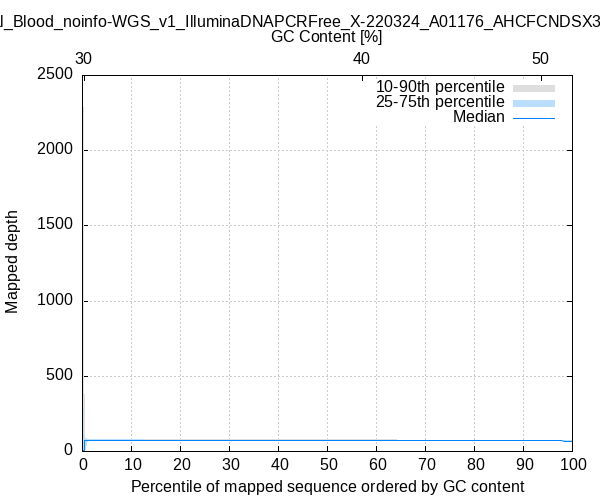 l_Blood_noinfo-WGS_v1_IlluminaDNAPCRFree_X-220324_A01176_AHCFCNDSX3
GC Content [%]
30 40 50
2500
10-90th percentile
25-75th percentile
Median
2000
1500
1000
500
0
Mapped depth
0 10 20 30 40 50 60 70 80 90 100
Percentile of mapped sequence ordered by GC content